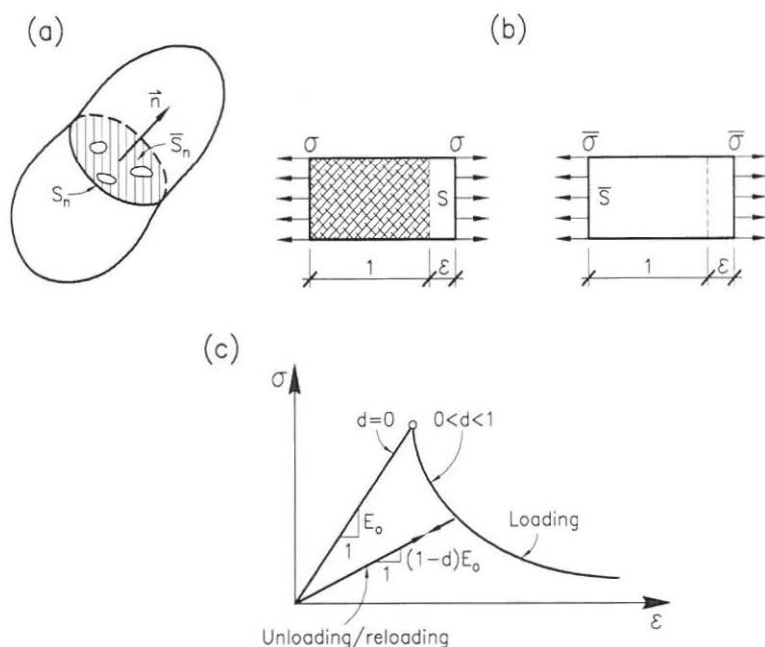 (a)
n⃗
S̅ₙ
Sₙ
(b)
σ σ
S
1 ε
σ̅ σ̅
S̅
1 ε
(c)
σ
d=0 0<d<1
E₀
1
Loading
(1-d)E₀
1
Unloading/reloading
ε